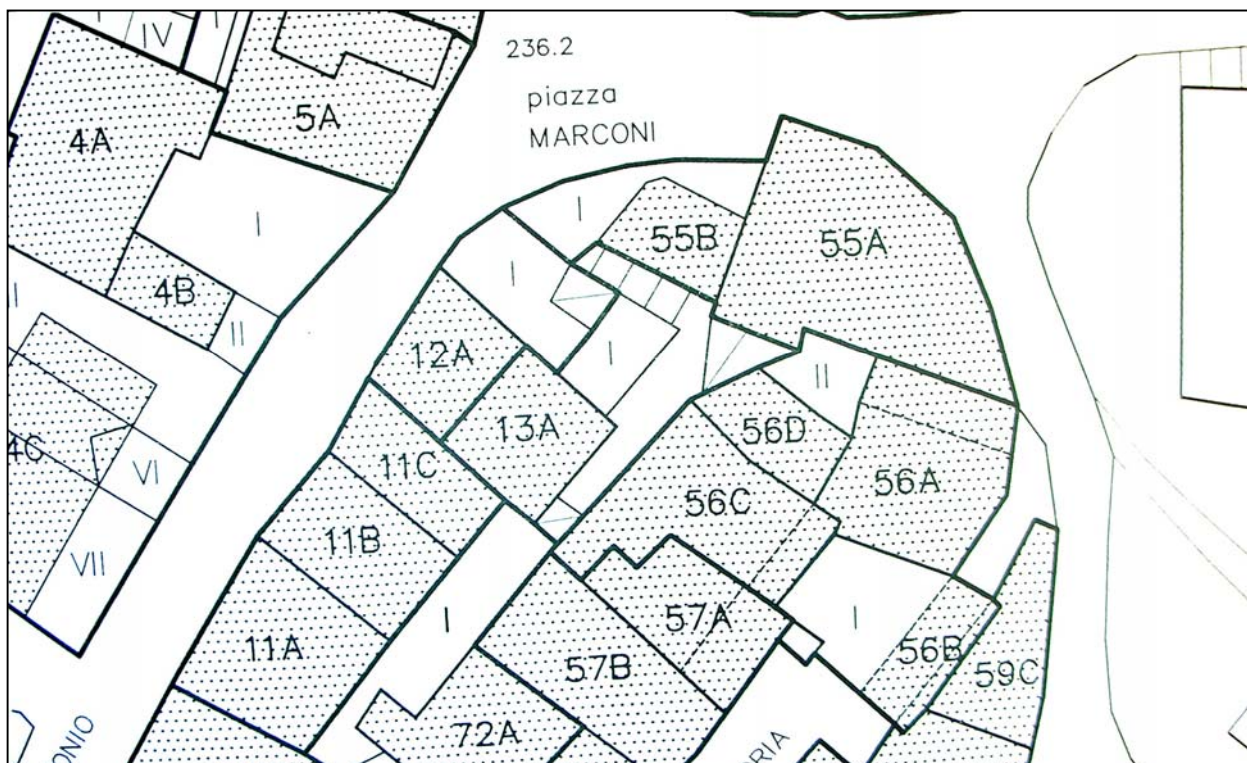 IV
I
236.2
piazza
MARCONI
5A
4A
I
I
55B
55A
4B
II
I
12A
I
II
13A
56D
11C
4C
56A
VI
56C
11B
VII
I
57A
I
11A
56B
57B
59C
72A
ONIO
RIA